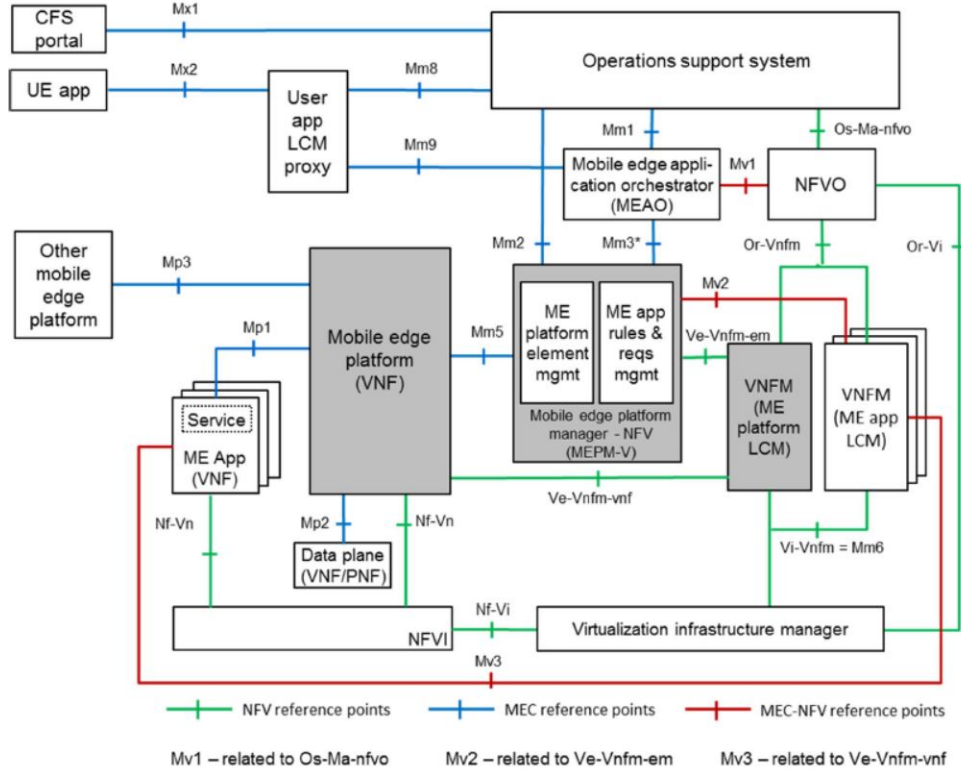 CFS
portal
Mx1
Operations support system
UE app
Mx2
User
app
LCM
proxy
Mm8
Mm9
Mm1
Os-Ma-nfvo
Mobile edge appli-
cation orchestrator
(MEAO)
Mv1
NFVO
Mm2
Mm3*
Or-Vnfm
Or-Vi
Other
mobile
edge
platform
Mp3
Mp1
Mobile edge
platform
(VNF)
Mm5
ME
platform
element
mgmt
ME app
rules &
reqs
mgmt
Mobile edge platform
manager - NFV
(MEPM-V)
Mv2
Ve-Vnfm-em
VNFM
(ME
platform
LCM)
VNFM
(ME app
LCM)
Service
ME App
(VNF)
Ve-Vnfm-vnf
Nf-Vn
Mp2
Nf-Vn
Data plane
(VNF/PNF)
Vi-Vnfm = Mm6
NFVI
Nf-Vi
Virtualization infrastructure manager
Mv3
NFV reference points
MEC reference points
MEC-NFV reference points
Mv1 – related to Os-Ma-nfvo
Mv2 – related to Ve-Vnfm-em
Mv3 – related to Ve-Vnfm-vnf